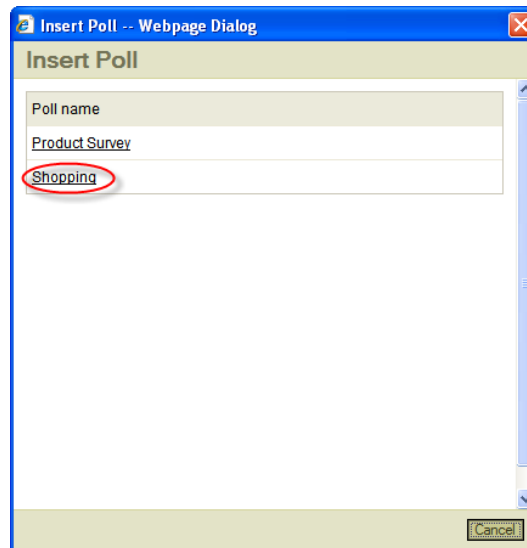 Insert Poll -- Webpage Dialog
Insert Poll
Poll name
Product Survey
Shopping
Cancel